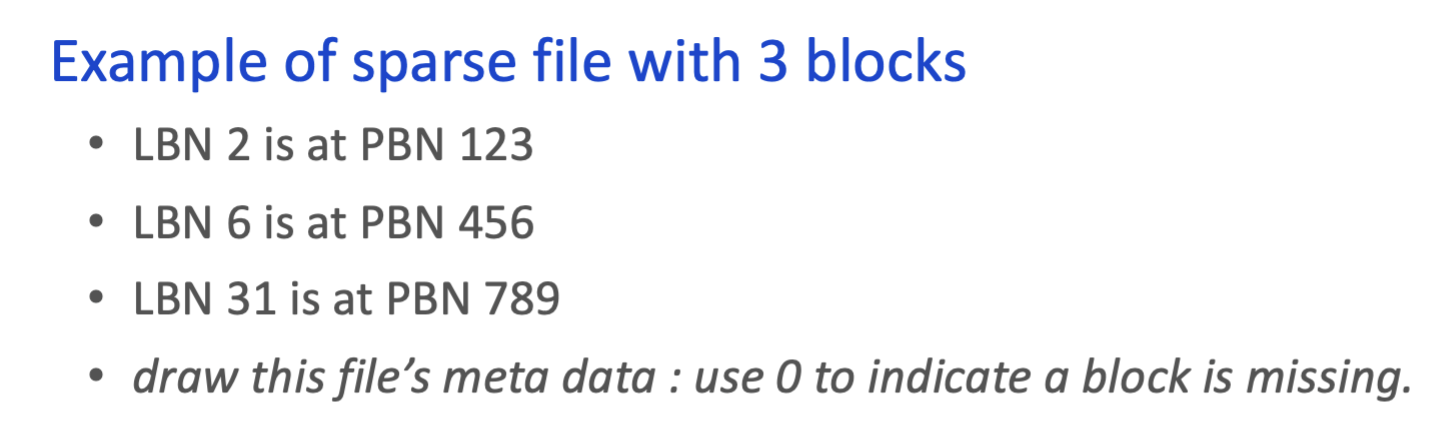 Example of sparse file with 3 blocks
• LBN 2 is at PBN 123
• LBN 6 is at PBN 456
• LBN 31 is at PBN 789
• draw this file’s meta data : use 0 to indicate a block is missing.